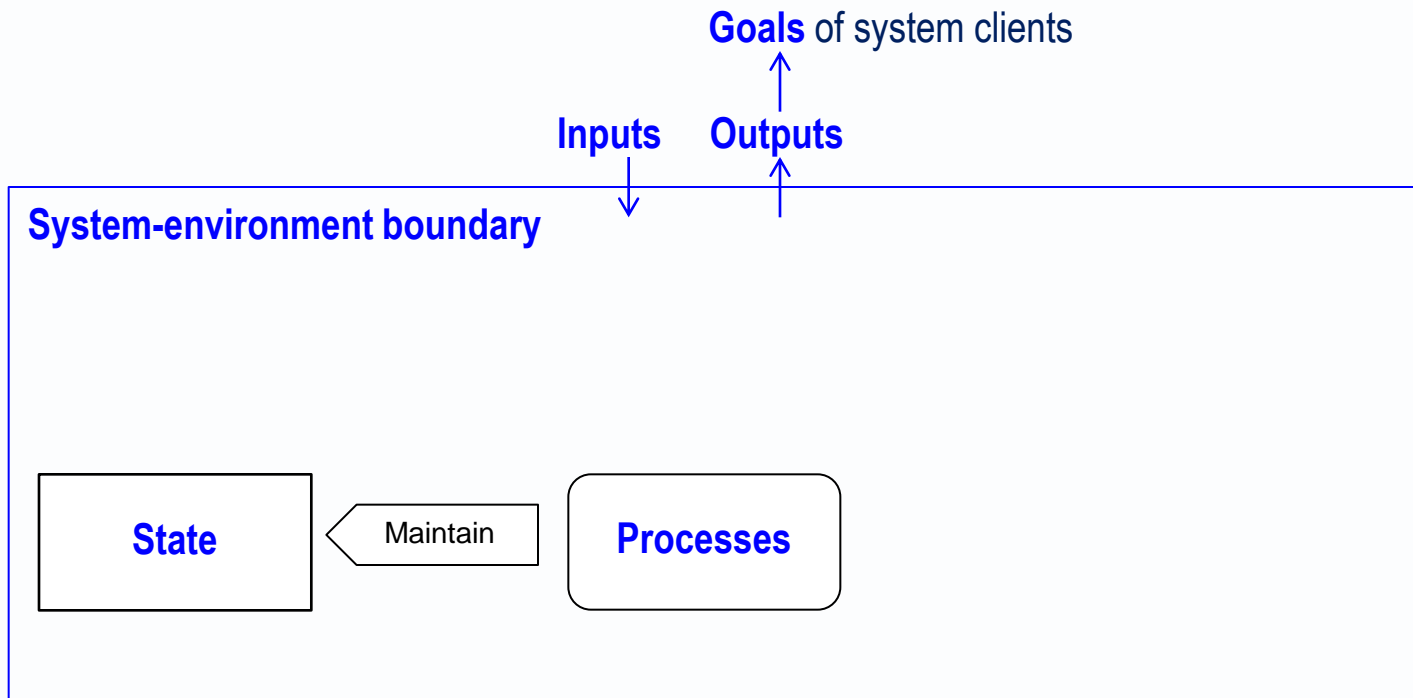 Goals of system clients
Inputs Outputs
System-environment boundary
State Maintain Processes